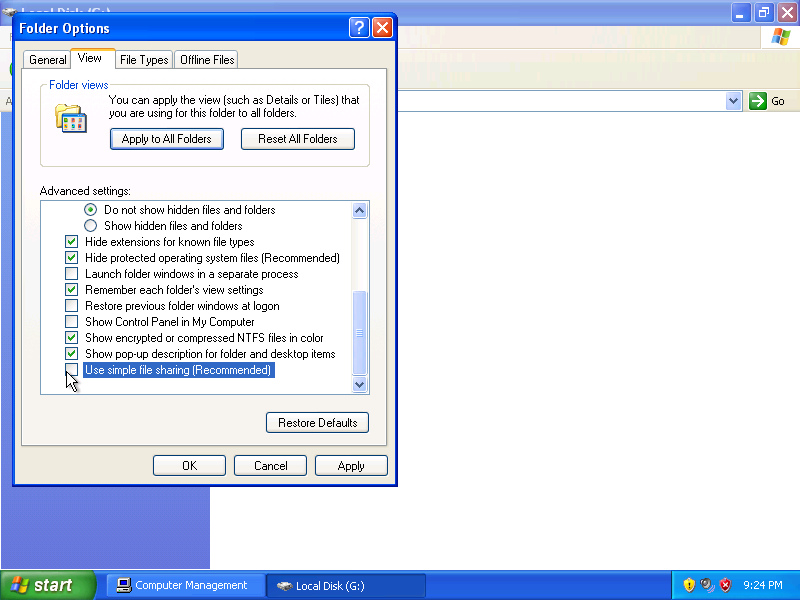 Local Disk (G:)
Folder Options
General
View
File Types
Offline Files
Folder views
You can apply the view (such as Details or Tiles) that
you are using for this folder to all folders.
Apply to All Folders
Reset All Folders
Go
Advanced settings:
Do not show hidden files and folders
Show hidden files and folders
Hide extensions for known file types
Hide protected operating system files (Recommended)
Launch folder windows in a separate process
Remember each folder's view settings
Restore previous folder windows at logon
Show Control Panel in My Computer
Show encrypted or compressed NTFS files in color
Show pop-up description for folder and desktop items
Use simple file sharing (Recommended)
Restore Defaults
OK
Cancel
Apply
start
Computer Management
Local Disk (G:)
9:24 PM